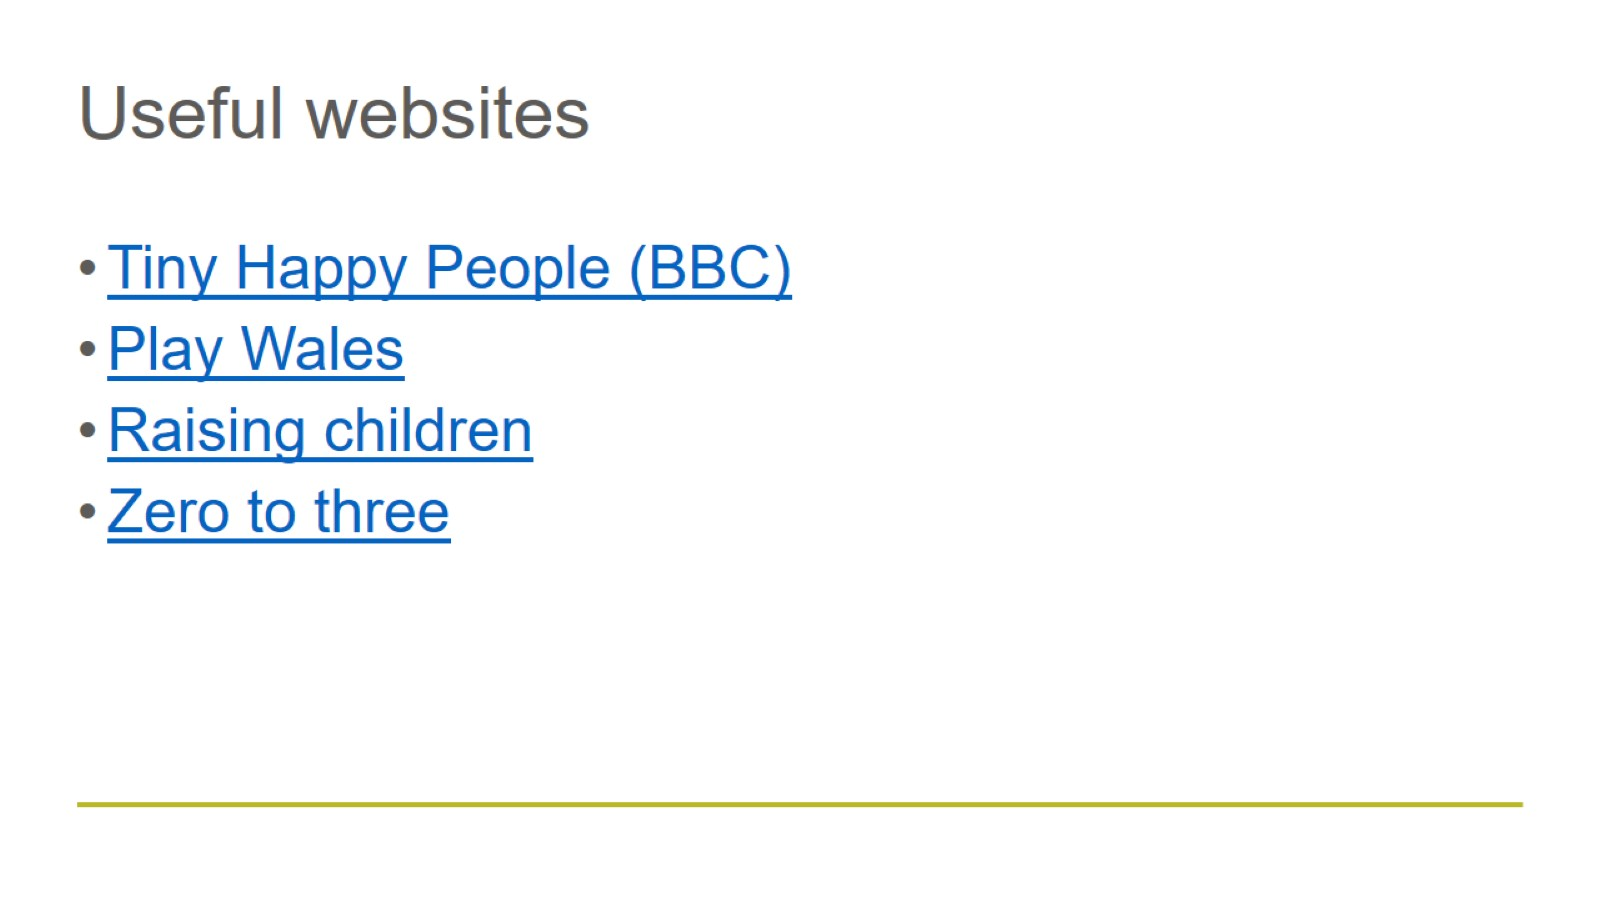 Useful websites
• Tiny Happy People (BBC)
• Play Wales
• Raising children
• Zero to three